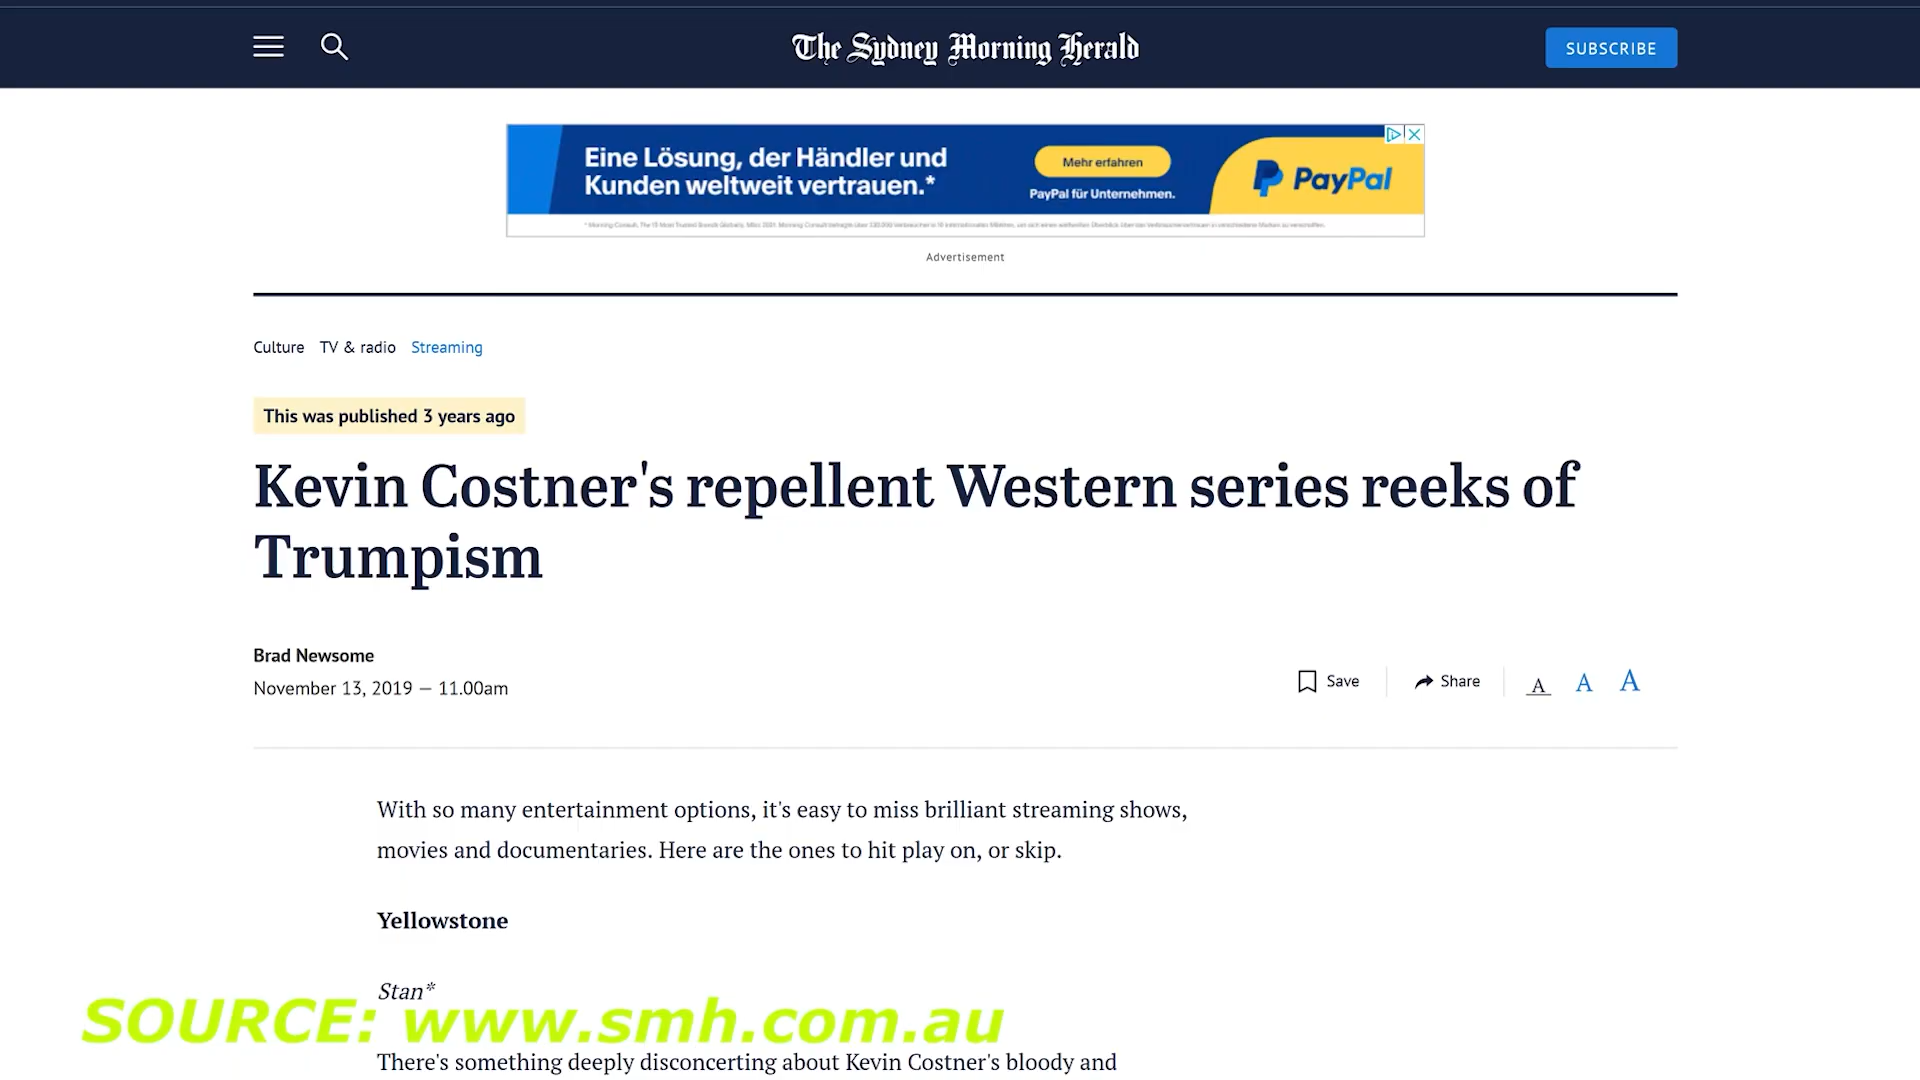 The Sydney Morning Herald
SUBSCRIBE
Eine Lösung, der Händler und
Kunden weltweit vertrauen.*
Mehr erfahren
PayPal für Unternehmen.
PayPal
Advertisement
Culture TV & radio Streaming
This was published 3 years ago
Kevin Costner's repellent Western series reeks of
Trumpism
Brad Newsome
November 13, 2019 — 11.00am
Save Share A A A
With so many entertainment options, it's easy to miss brilliant streaming shows,
movies and documentaries. Here are the ones to hit play on, or skip.
Yellowstone
Stan*
SOURCE: www.smh.com.au
There's something deeply disconcerting about Kevin Costner's bloody and